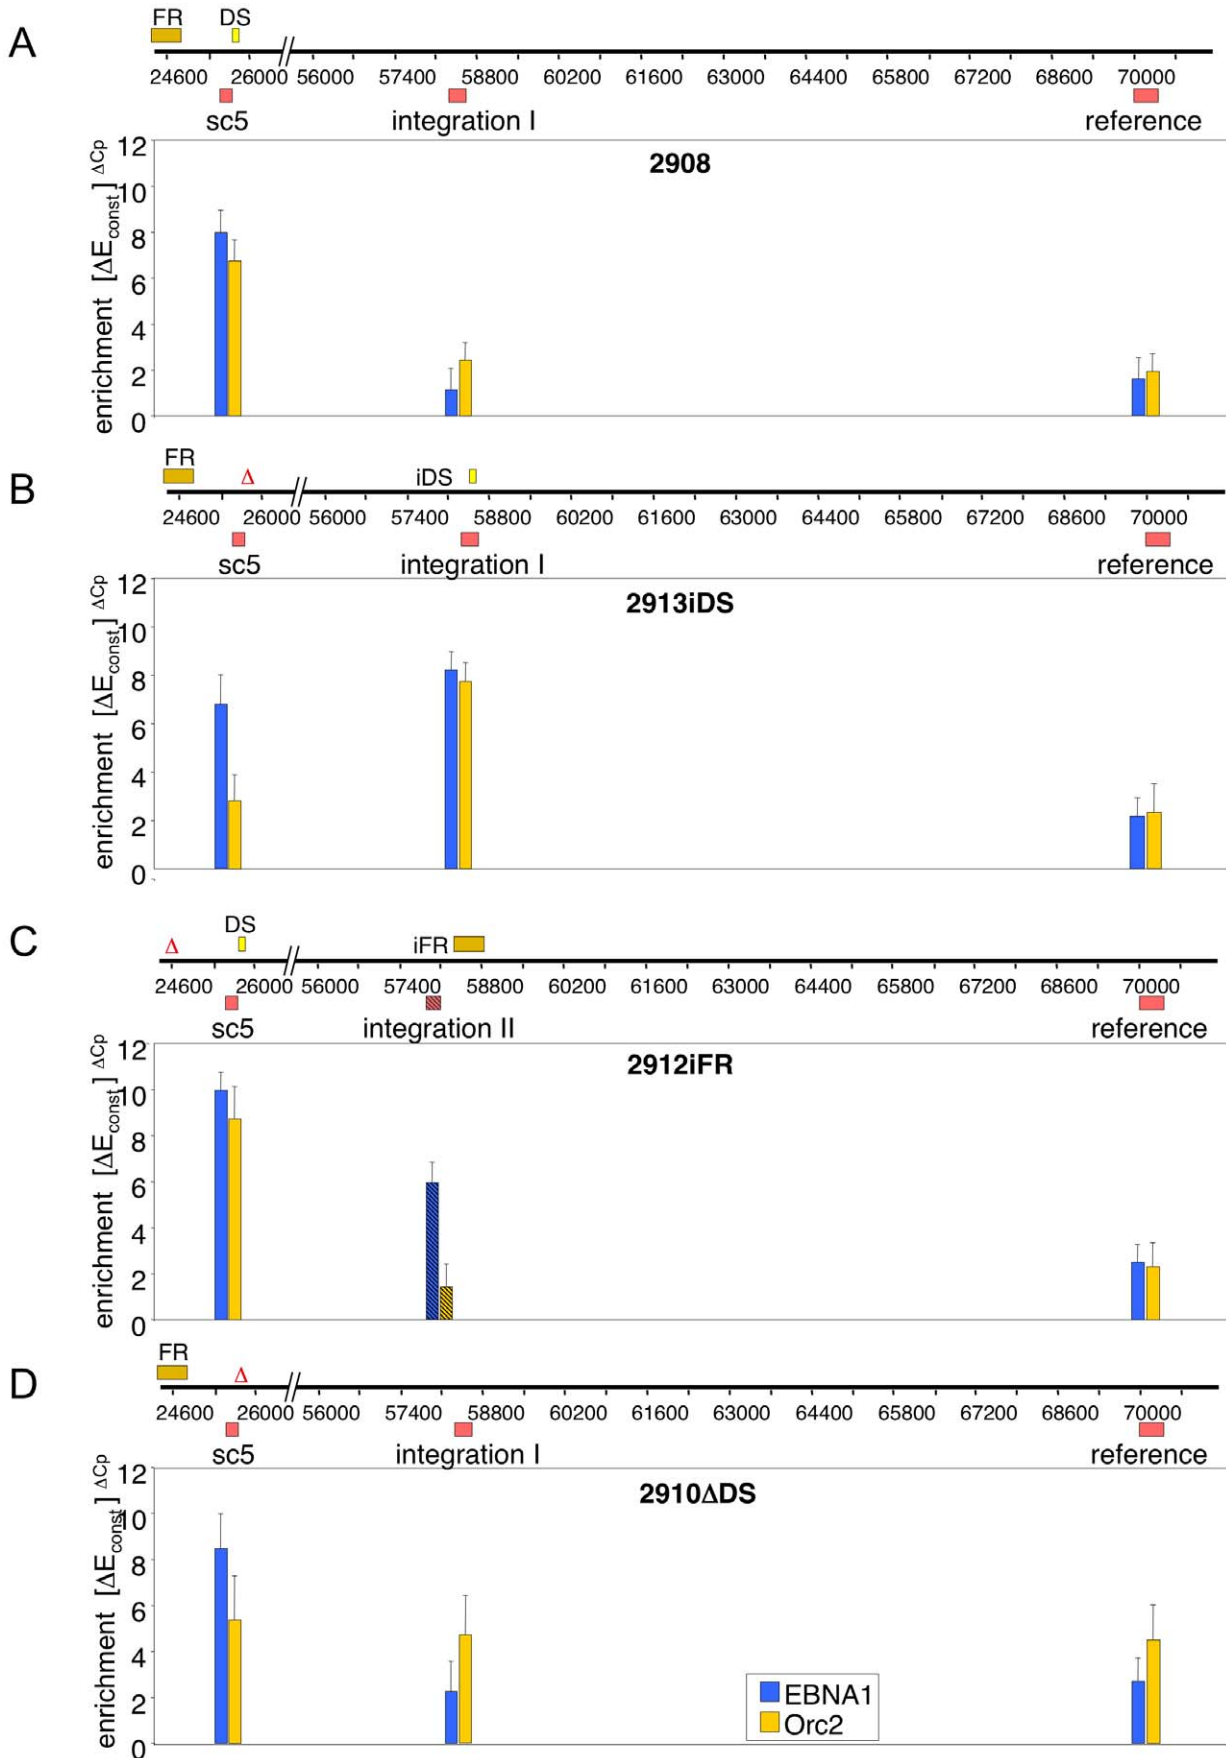 A
FR DS
24600 26000 56000 57400 58800 60200 61600 63000 64400 65800 67200 68600 70000
sc5 integration I reference
2908
enrichment [ΔEconst] ΔCp
12
10
8
6
4
2
0
B
FR Δ iDS
24600 26000 56000 57400 58800 60200 61600 63000 64400 65800 67200 68600 70000
sc5 integration I reference
2913iDS
enrichment [ΔEconst] ΔCp
12
10
8
6
4
2
0
C
Δ DS iFR
24600 26000 56000 57400 58800 60200 61600 63000 64400 65800 67200 68600 70000
sc5 integration II reference
2912iFR
enrichment [ΔEconst] ΔCp
12
10
8
6
4
2
0
D
FR Δ
24600 26000 56000 57400 58800 60200 61600 63000 64400 65800 67200 68600 70000
sc5 integration I reference
2910ΔDS
enrichment [ΔEconst] ΔCp
12
10
8
6
4
2
0
EBNA1
Orc2